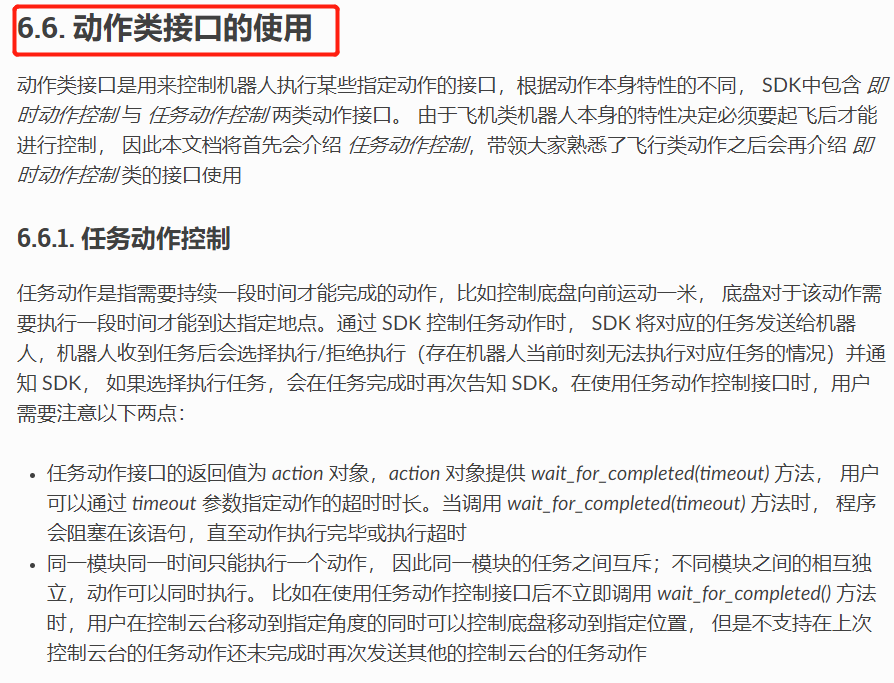 6.6. 动作类接口的使用
动作类接口是用来控制机器人执行某些指定动作的接口，根据动作本身特性的不同， SDK中包含 即
时动作控制 与 任务动作控制 两类动作接口。 由于飞机类机器人本身的特性决定必须要起飞后才能
进行控制， 因此本文档将首先会介绍 任务动作控制，带领大家熟悉了飞行类动作之后会再介绍 即
时动作控制 类的接口使用
6.6.1. 任务动作控制
任务动作是指需要持续一段时间才能完成的动作，比如控制底盘向前运动一米， 底盘对于该动作需
要执行一段时间才能到达指定地点。通过 SDK 控制任务动作时， SDK 将对应的任务发送给机器
人，机器人收到任务后会选择执行/拒绝执行（存在机器人当前时刻无法执行对应任务的情况）并通
知 SDK， 如果选择执行任务，会在任务完成时再次告知 SDK。在使用任务动作控制接口时，用户
需要注意以下两点：
• 任务动作接口的返回值为 action 对象，action 对象提供 wait_for_completed(timeout) 方法， 用户
可以通过 timeout 参数指定动作的超时时长。当调用 wait_for_completed(timeout) 方法时， 程序
会阻塞在该语句，直至动作执行完毕或执行超时
• 同一模块同一时间只能执行一个动作， 因此同一模块的任务之间互斥；不同模块之间的相互独
立，动作可以同时执行。 比如在使用任务动作控制接口后不立即调用 wait_for_completed() 方法
时，用户在控制云台移动到指定角度的同时可以控制底盘移动到指定位置， 但是不支持在上次
控制云台的任务动作还未完成时再次发送其他的控制云台的任务动作